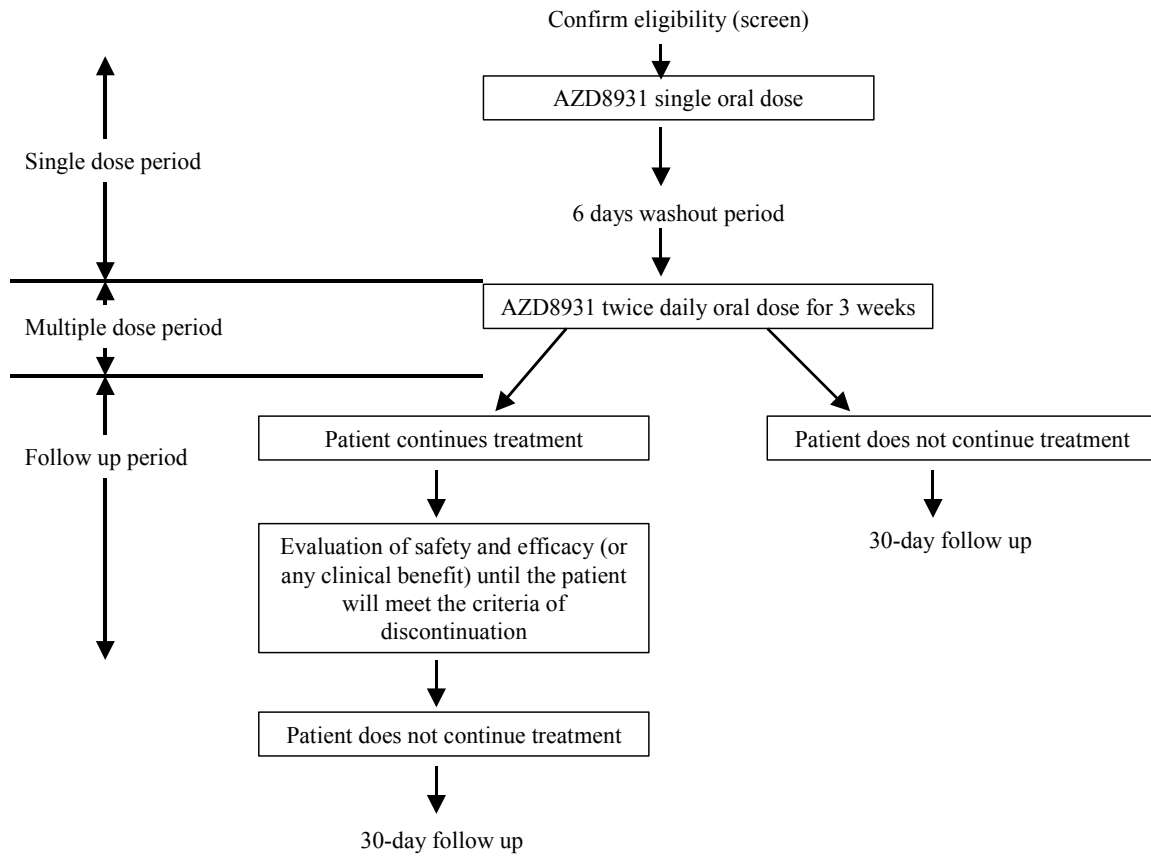 Confirm eligibility (screen)
AZD8931 single oral dose
Single dose period
6 days washout period
AZD8931 twice daily oral dose for 3 weeks
Multiple dose period
Patient continues treatment
Patient does not continue treatment
Follow up period
30-day follow up
Evaluation of safety and efficacy (or
any clinical benefit) until the patient
will meet the criteria of
discontinuation
Patient does not continue treatment
30-day follow up